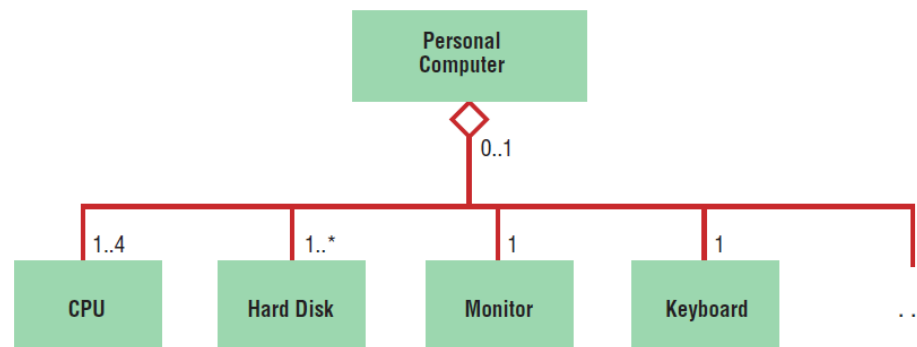 Personal
Computer
0..1
1..4
1..*
1
1
CPU
Hard Disk
Monitor
Keyboard
. .